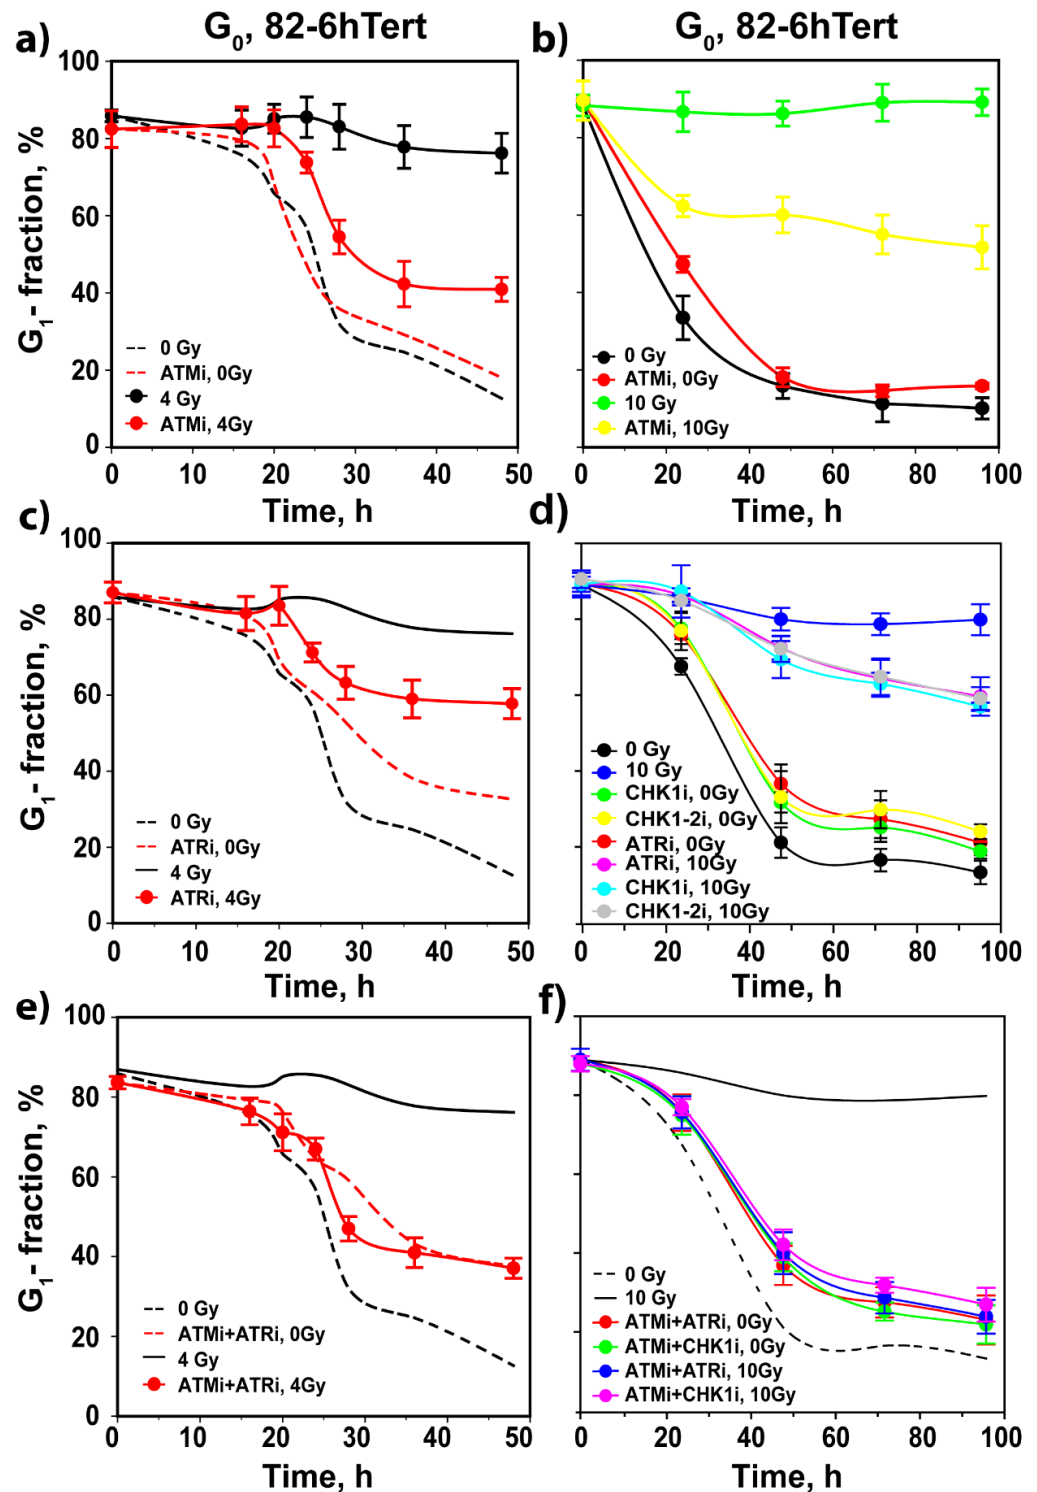 a) G0, 82-6hTert
b) G0, 82-6hTert
G1- fraction, %
100
80
60
40
20
0
0 Gy
ATMi, 0Gy
4 Gy
ATMi, 4Gy
0 10 20 30 40 50
Time, h
0 Gy
ATMi, 0Gy
10 Gy
ATMi, 10Gy
0 20 40 60 80 100
Time, h
c)
G1- fraction, %
100
80
60
40
20
0
0 Gy
ATRi, 0Gy
4 Gy
ATRi, 4Gy
0 10 20 30 40 50
Time, h
d)
0 Gy
10 Gy
CHK1i, 0Gy
CHK1-2i, 0Gy
ATRi, 0Gy
ATRi, 10Gy
CHK1i, 10Gy
CHK1-2i, 10Gy
0 20 40 60 80 100
Time, h
e)
G1- fraction, %
100
80
60
40
20
0
0 Gy
ATMi+ATRi, 0Gy
4 Gy
ATMi+ATRi, 4Gy
0 10 20 30 40 50
Time, h
f)
0 Gy
10 Gy
ATMi+ATRi, 0Gy
ATMi+CHK1i, 0Gy
ATMi+ATRi, 10Gy
ATMi+CHK1i, 10Gy
0 20 40 60 80 100
Time, h